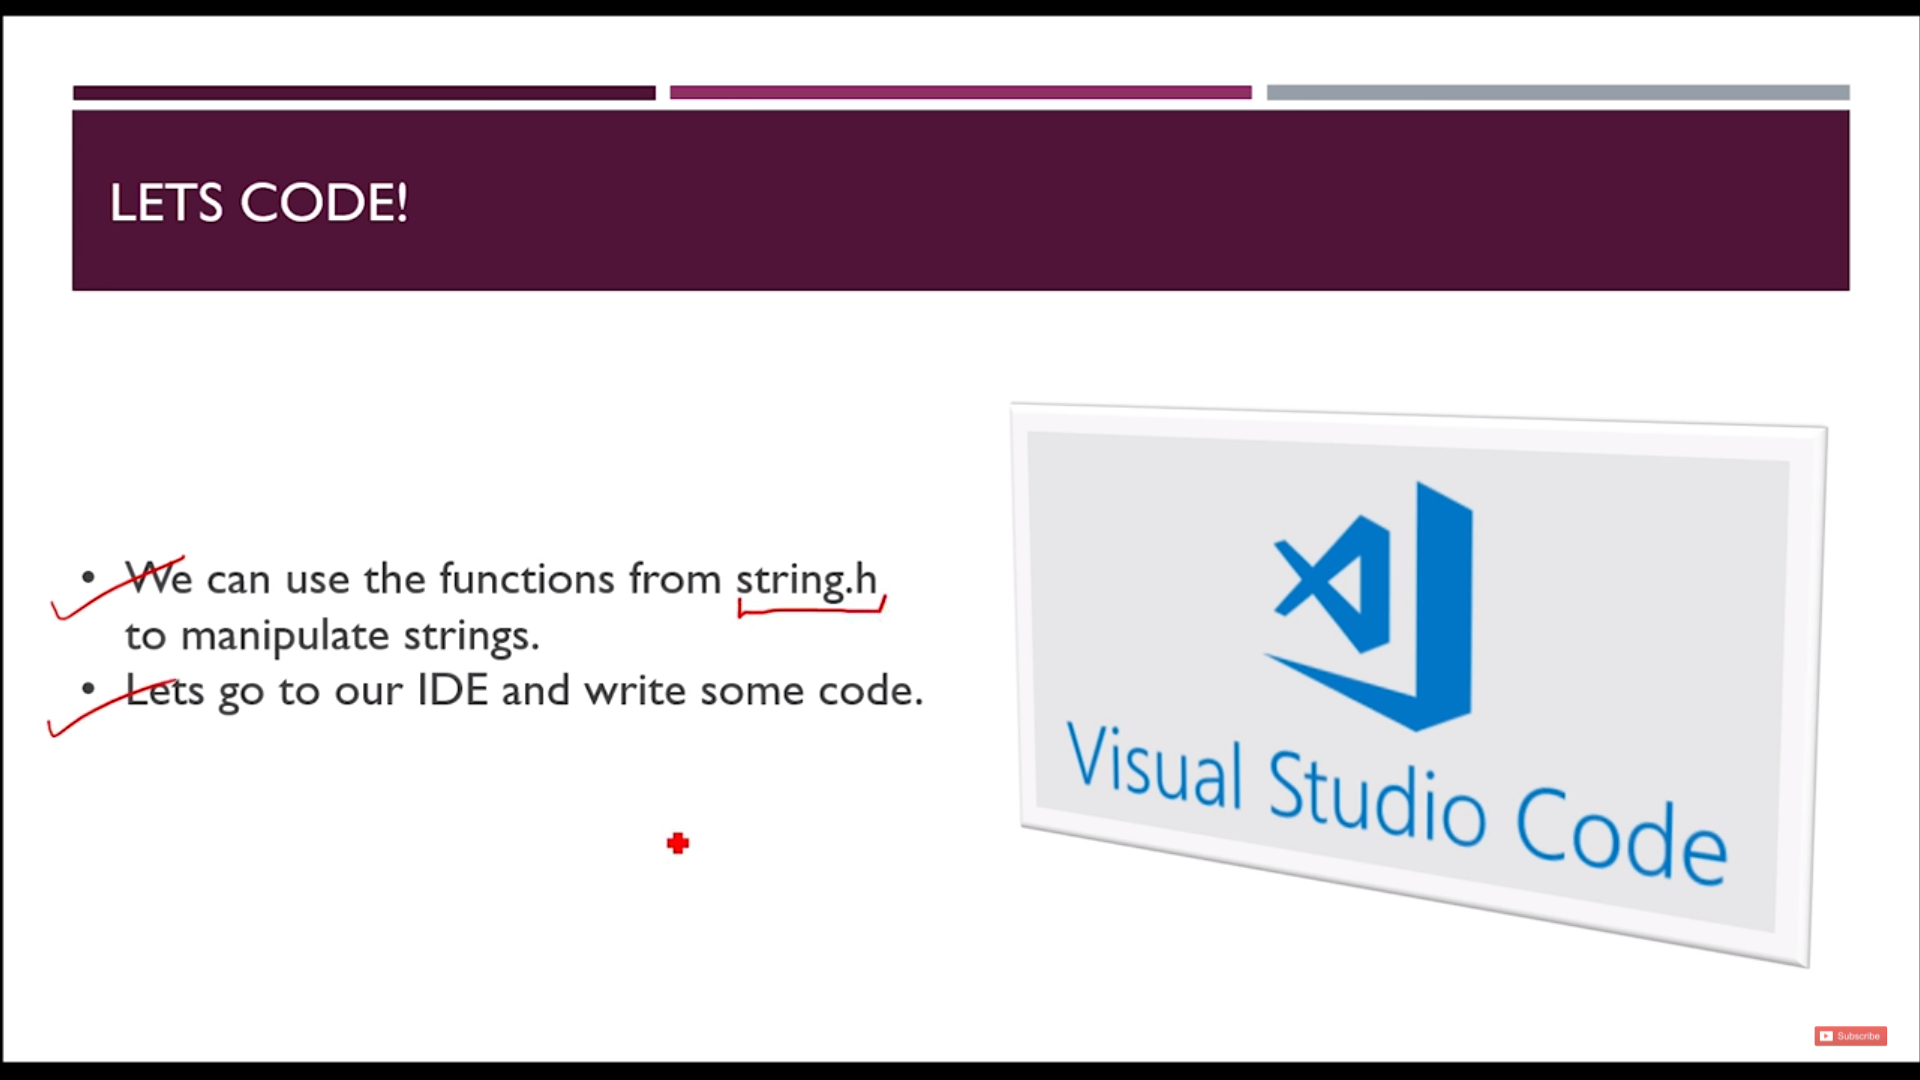 LETS CODE!
• We can use the functions from string.h
to manipulate strings.
• Lets go to our IDE and write some code.
Visual Studio Code
Subscribe